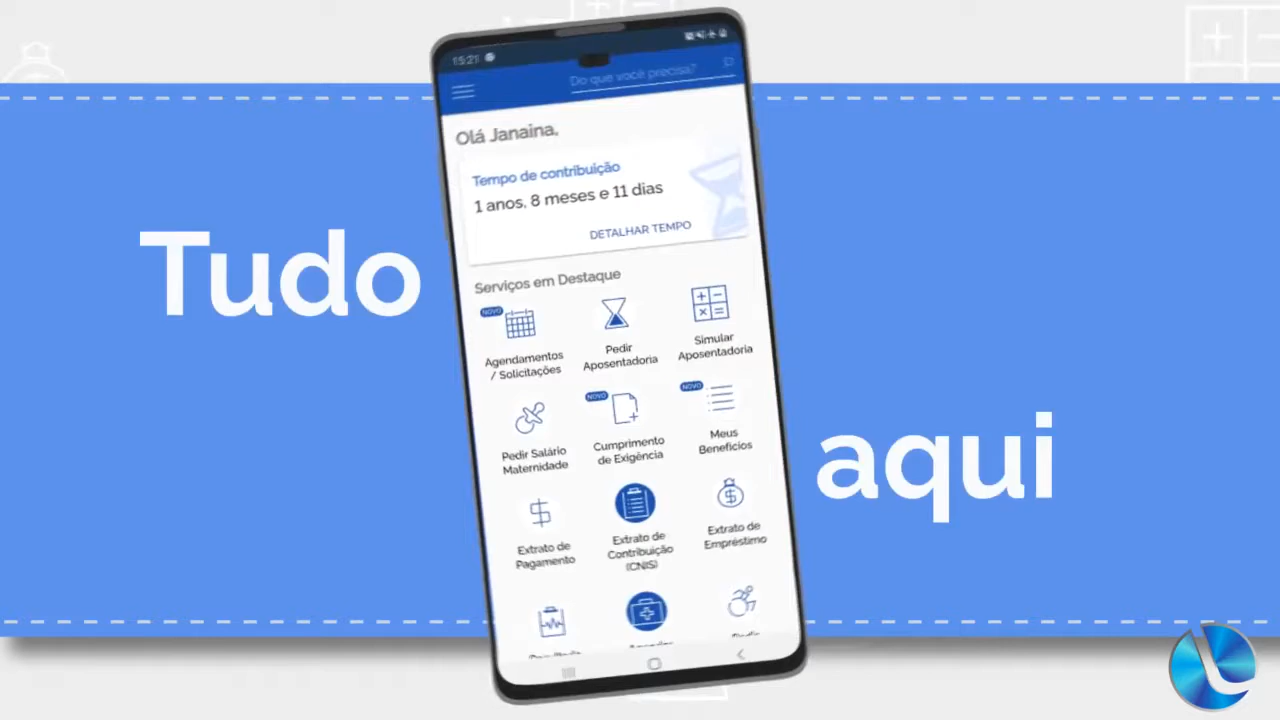 Tudo
aqui
15:21
Do que você precisa?
Olá Janaina,
Tempo de contribuição
1 anos, 8 meses e 11 dias
DETALHAR TEMPO
Serviços em Destaque
NOVO
Agendamentos
/ Solicitações
Pedir
Aposentadoria
Simular
Aposentadoria
Pedir Salário
Maternidade
NOVO
Cumprimento
de Exigência
NOVO
Meus
Benefícios
Extrato de
Pagamento
Extrato de
Contribuição
(CNIS)
Extrato de
Empréstimo